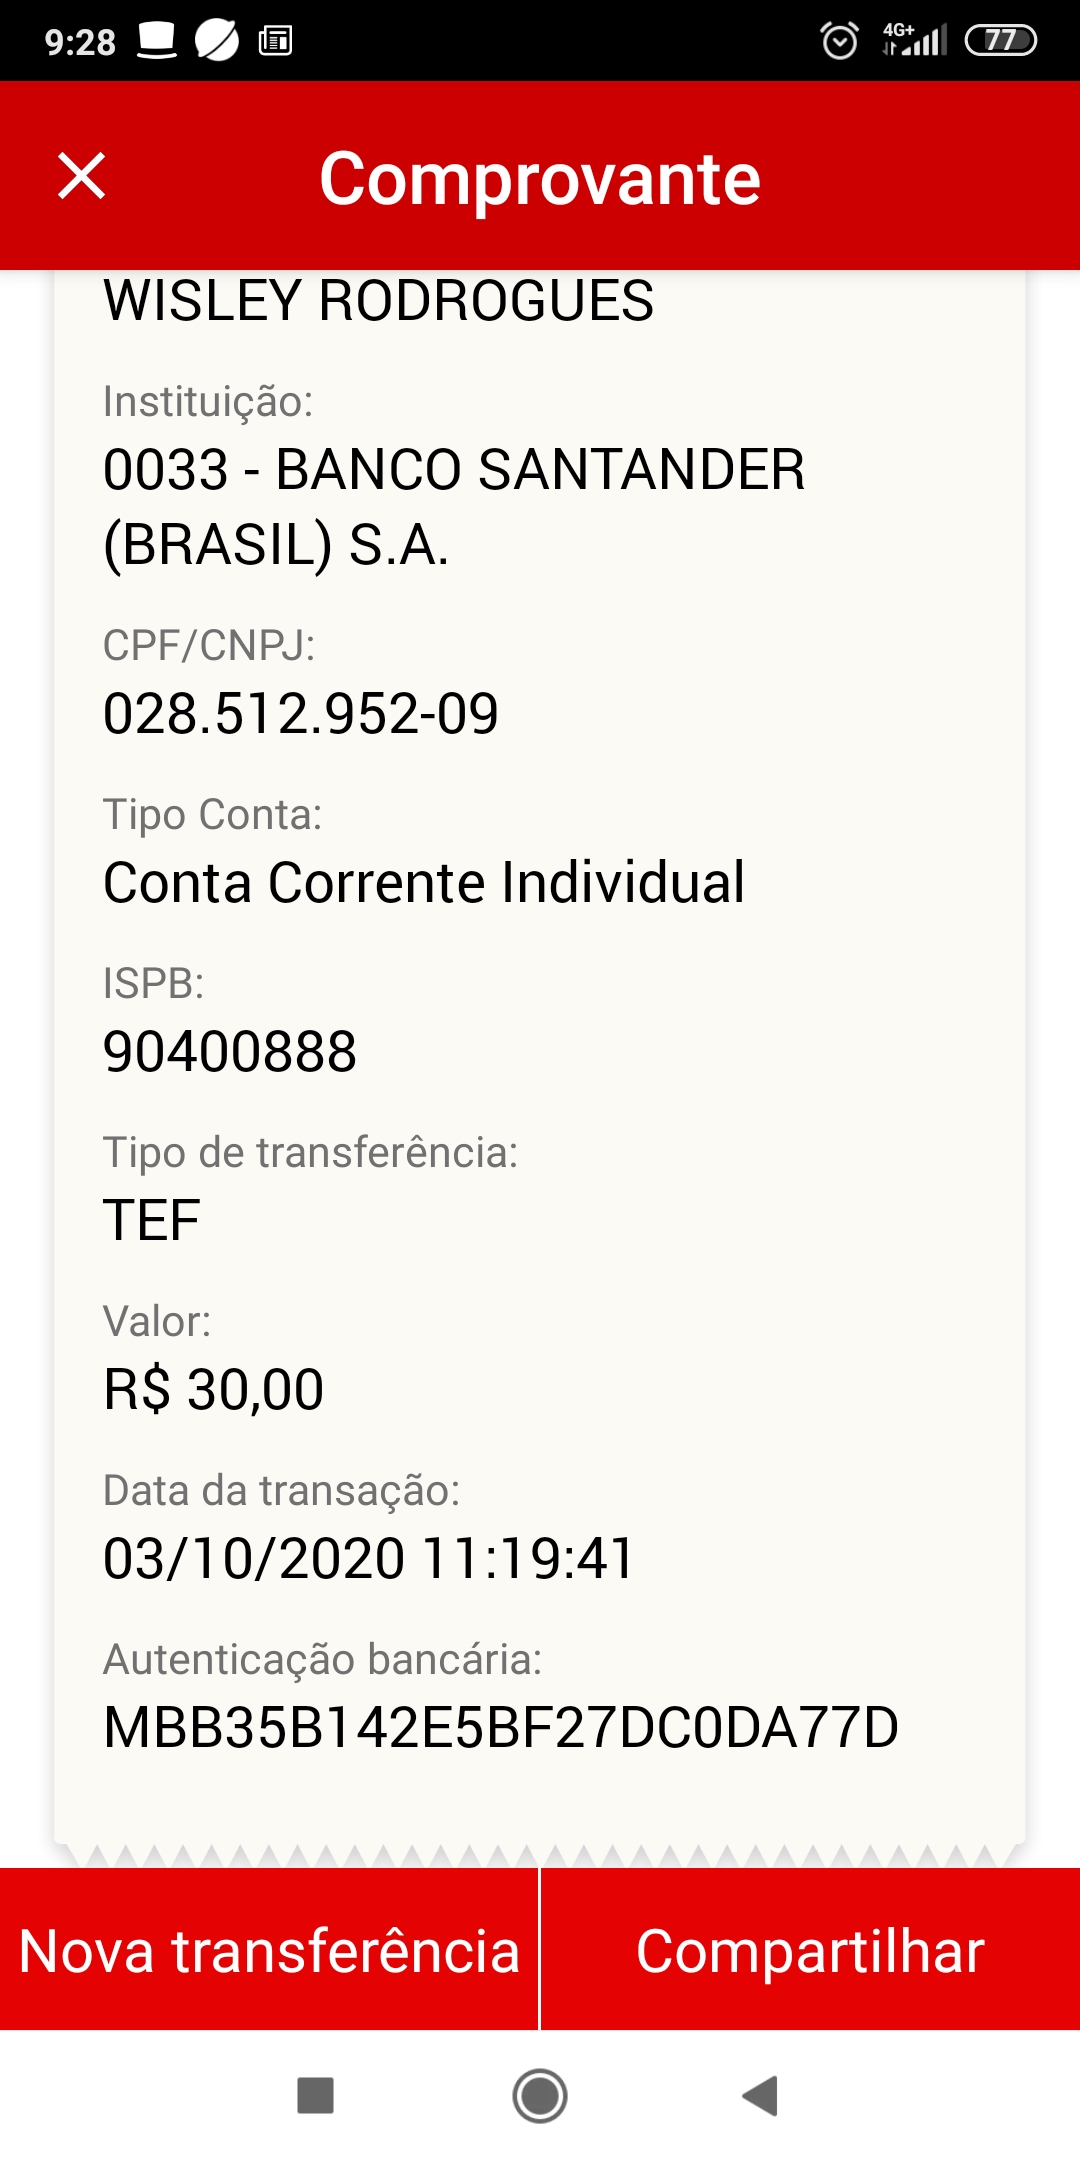 9:28
4G+
77
Comprovante
WISLEY RODROGUES
Instituição:
0033 - BANCO SANTANDER
(BRASIL) S.A.
CPF/CNPJ:
028.512.952-09
Tipo Conta:
Conta Corrente Individual
ISPB:
90400888
Tipo de transferência:
TEF
Valor:
R$ 30,00
Data da transação:
03/10/2020 11:19:41
Autenticação bancária:
MBB35B142E5BF27DC0DA77D
Nova transferência
Compartilhar